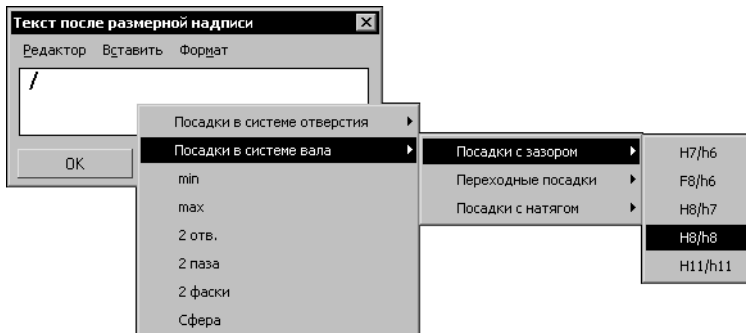 Текст после размерной надписи
Редактор Вставить Формат
/
OK
Посадки в системе отверстия
Посадки в системе вала
min
max
2 отв.
2 паза
2 фаски
Сфера
Посадки с зазором
Переходные посадки
Посадки с натягом
H7/h6
F8/h6
H8/h7
H8/h8
H11/h11